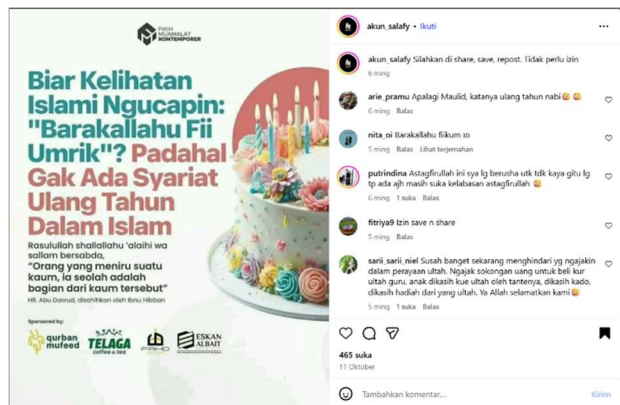 FIKIH
MUAMALAT
KONTEMPORER
Biar Kelihatan
Islami Ngucapin:
"Barakallahu Fii
Umrik"? Padahal
Gak Ada Syariat
Ulang Tahun
Dalam Islam
Rasulullah shallallahu 'alaihi wa
sallam bersabda,
“Orang yang meniru suatu
kaum, ia seolah adalah
bagian dari kaum tersebut”
HR. Abu Dawud, disahihkan oleh Ibnu Hibban
Sponsored by:
qurban
mufeed
TELAGA
coffee & tea
ESKAN
ALBAIT
akun_salafy • Ikuti
akun_salafy Silahkan di share, save, repost. Tidak perlu izin
6 ming
arie_pramu Apalagi Maulid, katanya ulang tahun nabi😅 😅
6 ming Balas
nita_oi Barakallahu fiikum to
5 ming Balas Lihat terjemahan
putrindina Astagfirullah ini sya lg berusha utk tdk kaya gitu lg
tp ada ajh masih suka kelabasan astagfirullah 😅
6 ming 1 suka Balas
fitriya9 Izin save n share
5 ming Balas
sarii_sarii_niel Susah banget sekarang menghindari yg ngajakin
dalam perayaan ultah. Ngajak sokongan uang untuk beli kur
ultah guru, anak dikasih kue ultah oleh tantenya, dikasih kado,
dikasih hadiah dari yang ultah. Ya Allah selamatkan kami😅
5 ming 1 suka Balas
465 suka
11 Oktober
Tambahkan komentar...
Kirim